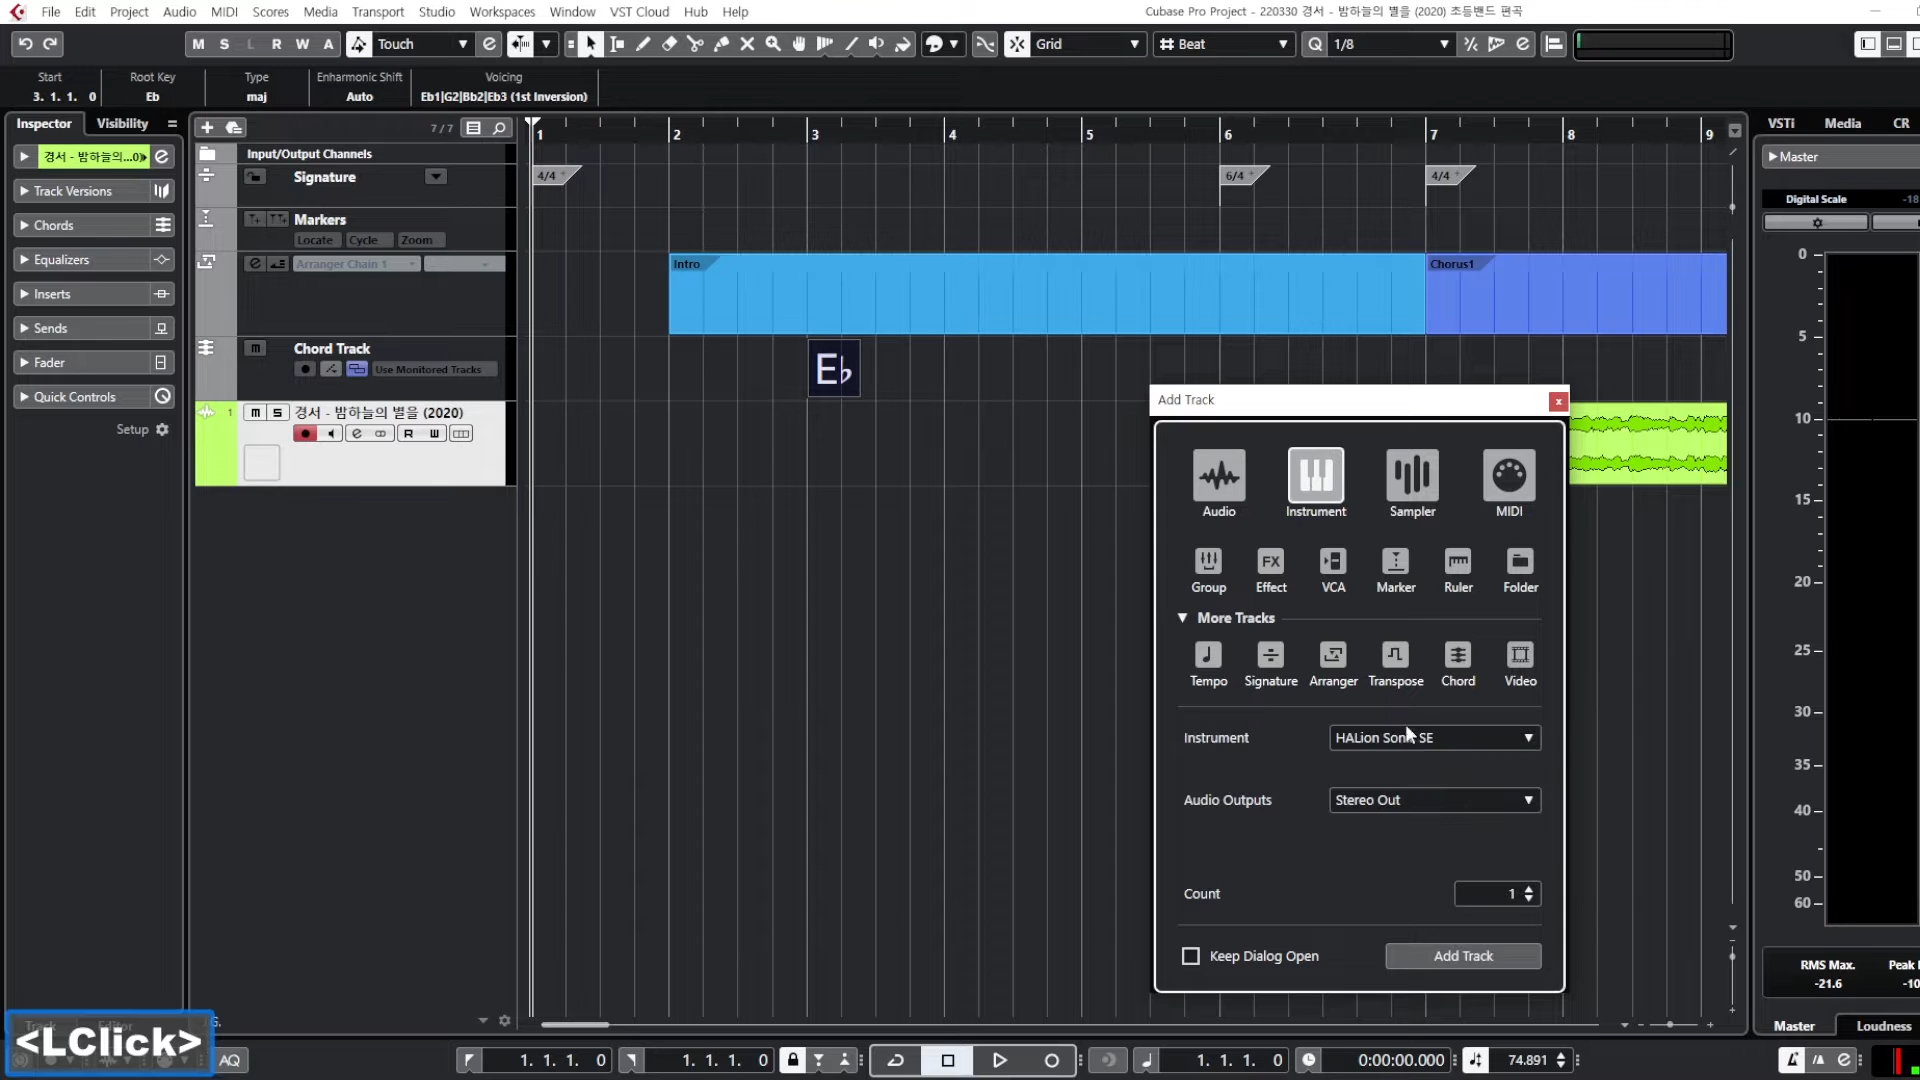 File Edit Project Audio MIDI Scores Media Transport Studio Workspaces Window VST Cloud Hub Help
Cubase Pro Project - 220330 경서 - 밤하늘의 별을 (2020) 초등밴드 편곡
M S L R W A Touch Grid Beat Q 1/8
Start Root Key Type Enharmonic Shift Voicing
3. 1. 1. 0 Eb maj Auto Eb1|G2|Bb2|Eb3 (1st Inversion)
Inspector Visibility
7/7
1 2 3 4 5 6 7 8 9
VSTi Media CR
경서 - 밤하늘의...0)
Input/Output Channels
Master
Track Versions
Signature
4/4 6/4 4/4
Digital Scale -18
Chords
Markers
Locate Cycle Zoom
Equalizers
Arranger Chain 1
Intro Chorus1
Inserts
Sends
Fader
Chord Track
m Use Monitored Tracks
E♭
Quick Controls
Setup
1 m S 경서 - 밤하늘의 별을 (2020)
R W
Add Track
x
Audio Instrument Sampler MIDI
FX
Group Effect VCA Marker Ruler Folder
More Tracks
Tempo Signature Arranger Transpose Chord Video
Instrument HALion Sonic SE
Audio Outputs Stereo Out
Count 1
Keep Dialog Open Add Track
0
5
10
15
20
25
30
35
40
50
60
RMS Max. Peak
-21.6 -10
Master Loudness
<LClick>
AQ
1. 1. 1. 0 1. 1. 1. 0 1. 1. 1. 0 0:00:00.000 74.891